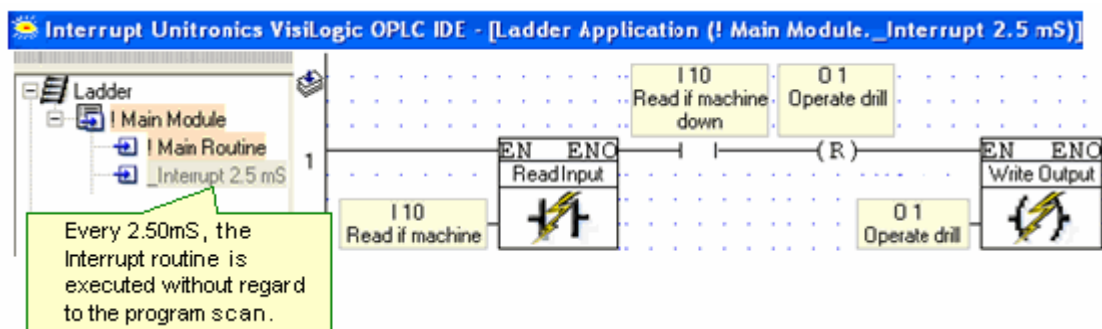 Interrupt Unitronics VisiLogic OPLC IDE - [Ladder Application (! Main Module._Interrupt 2.5 mS)]
Ladder
! Main Module
! Main Routine
_Interrupt 2.5 mS
Every 2.50mS, the
Interrupt routine is
executed without regard
to the program scan.
1
I 10
Read if machine
down
O 1
Operate drill
EN ENO
Read Input
I 10
Read if machine
( R )
EN ENO
Write Output
O 1
Operate drill